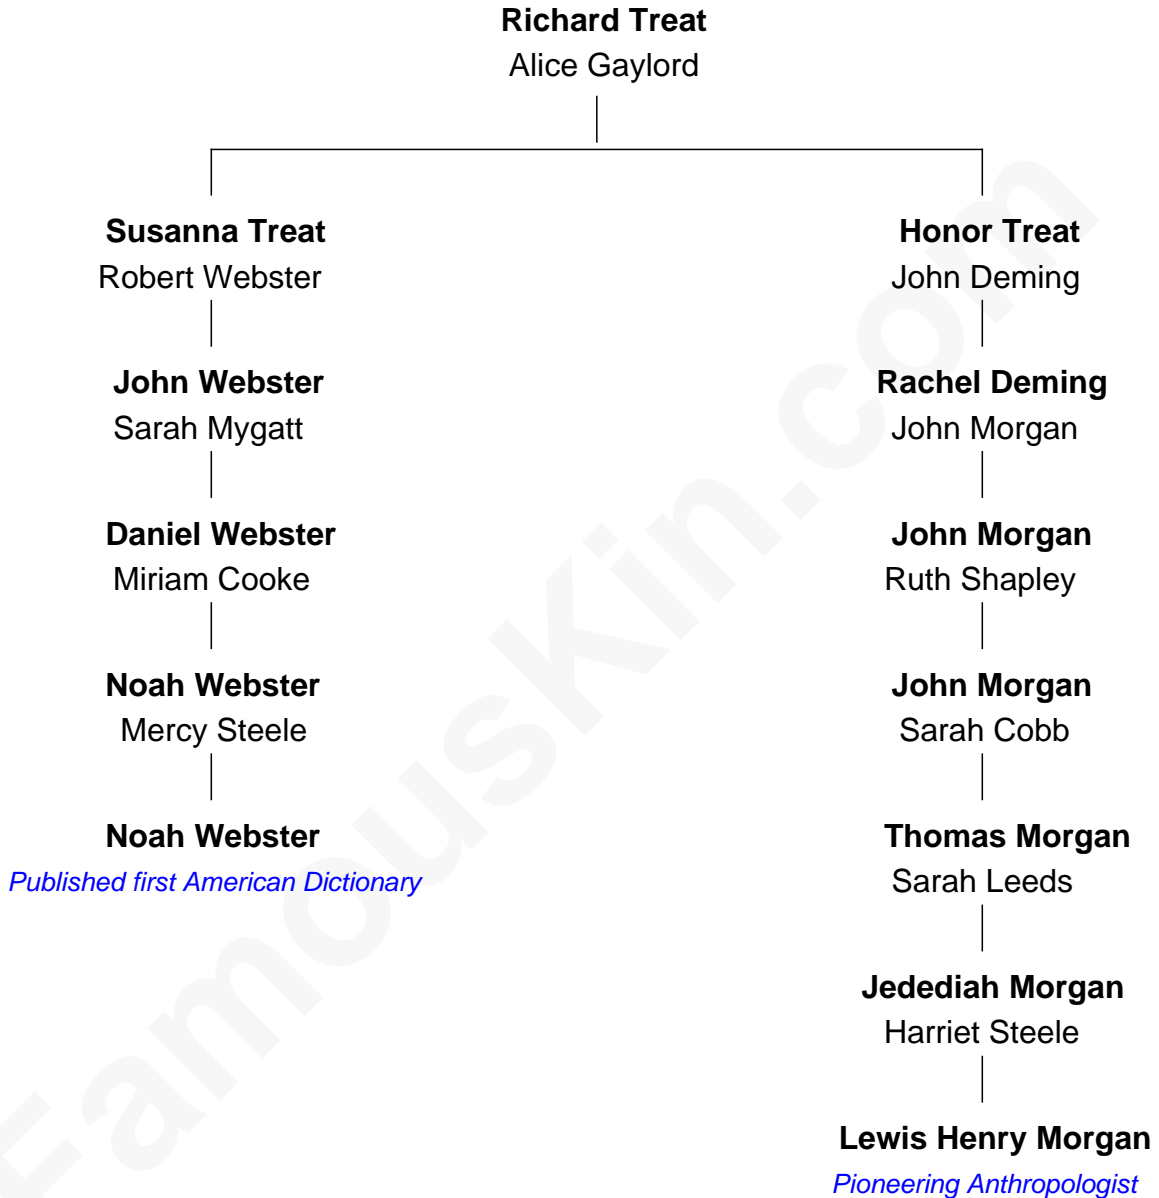 Richard Treat
Alice Gaylord
Susanna Treat
Robert Webster
John Webster
Sarah Mygatt
Daniel Webster
Miriam Cooke
Noah Webster
Mercy Steele
Noah Webster
Published first American Dictionary
Honor Treat
John Deming
Rachel Deming
John Morgan
John Morgan
Ruth Shapley
John Morgan
Sarah Cobb
Thomas Morgan
Sarah Leeds
Jedediah Morgan
Harriet Steele
Lewis Henry Morgan
Pioneering Anthropologist
FamousKin.com